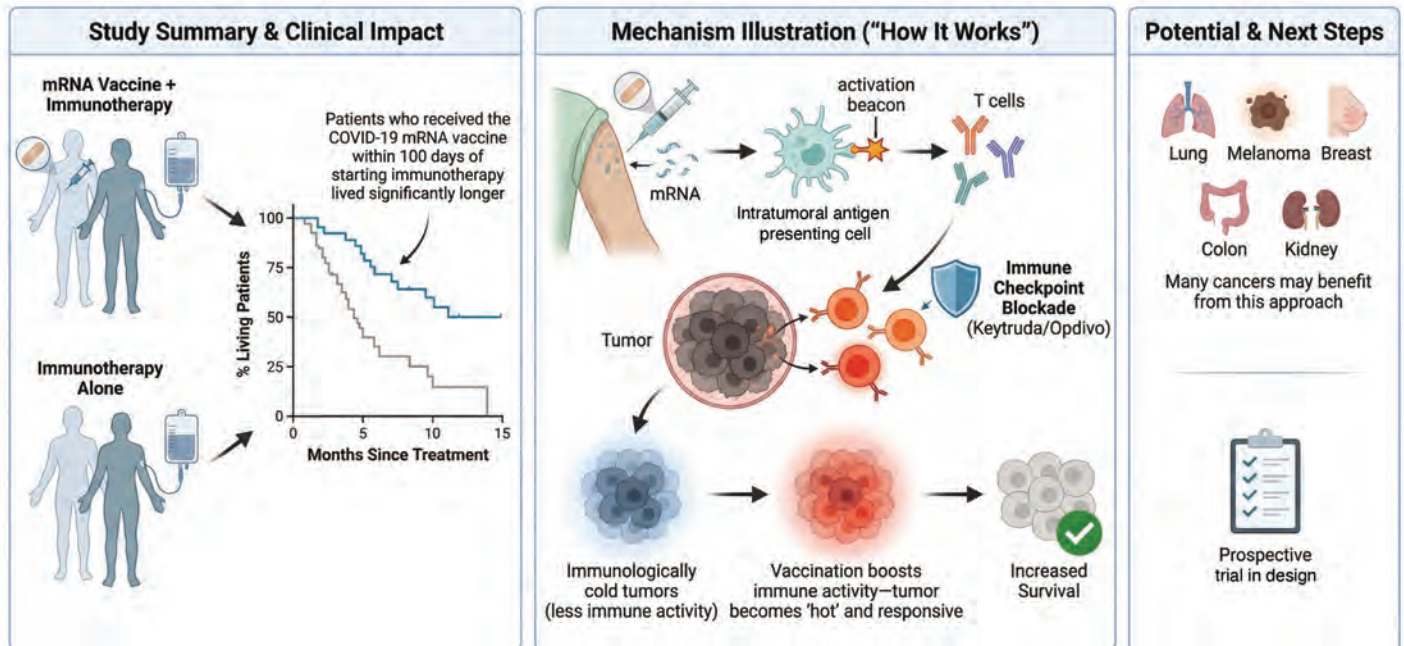 Study Summary & Clinical Impact
mRNA Vaccine +
Immunotherapy
Patients who received the
COVID-19 mRNA vaccine
within 100 days of
starting immunotherapy
lived significantly longer
100
75
50
25
0
% Living Patients
0
5
10
15
Months Since Treatment
Immunotherapy
Alone
Mechanism Illustration (“How It Works”)
mRNA
activation
beacon
T cells
Intratumoral antigen
presenting cell
Immune
Checkpoint
Blockade
(Keytruda/Opdivo)
Tumor
Immunologically
cold tumors
(less immune activity)
Vaccination boosts
immune activity—tumor
becomes ‘hot’ and responsive
Increased
Survival
Potential & Next Steps
Lung
Melanoma
Breast
Colon
Kidney
Many cancers may benefit
from this approach
Prospective
trial in design